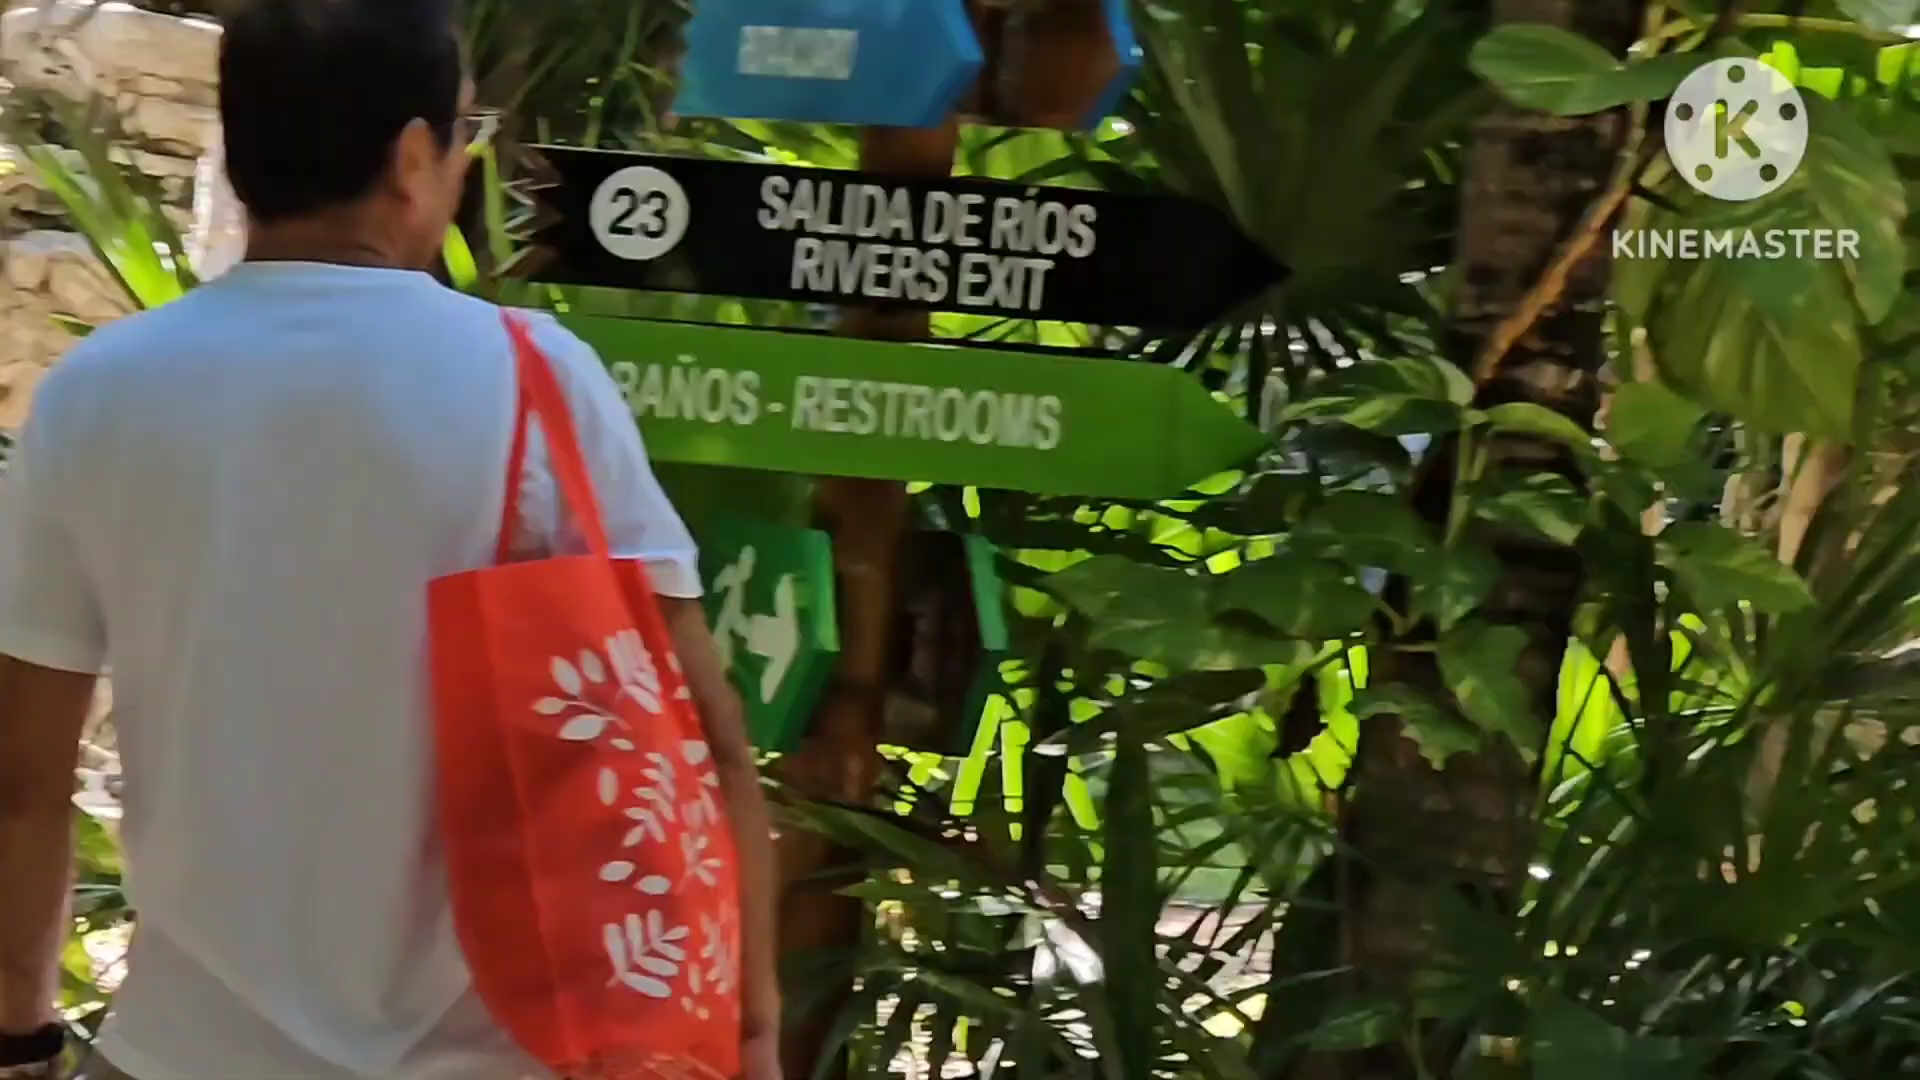 K
KINEMASTER
23
SALIDA DE RÍOS
RIVERS EXIT
BAÑOS - RESTROOMS